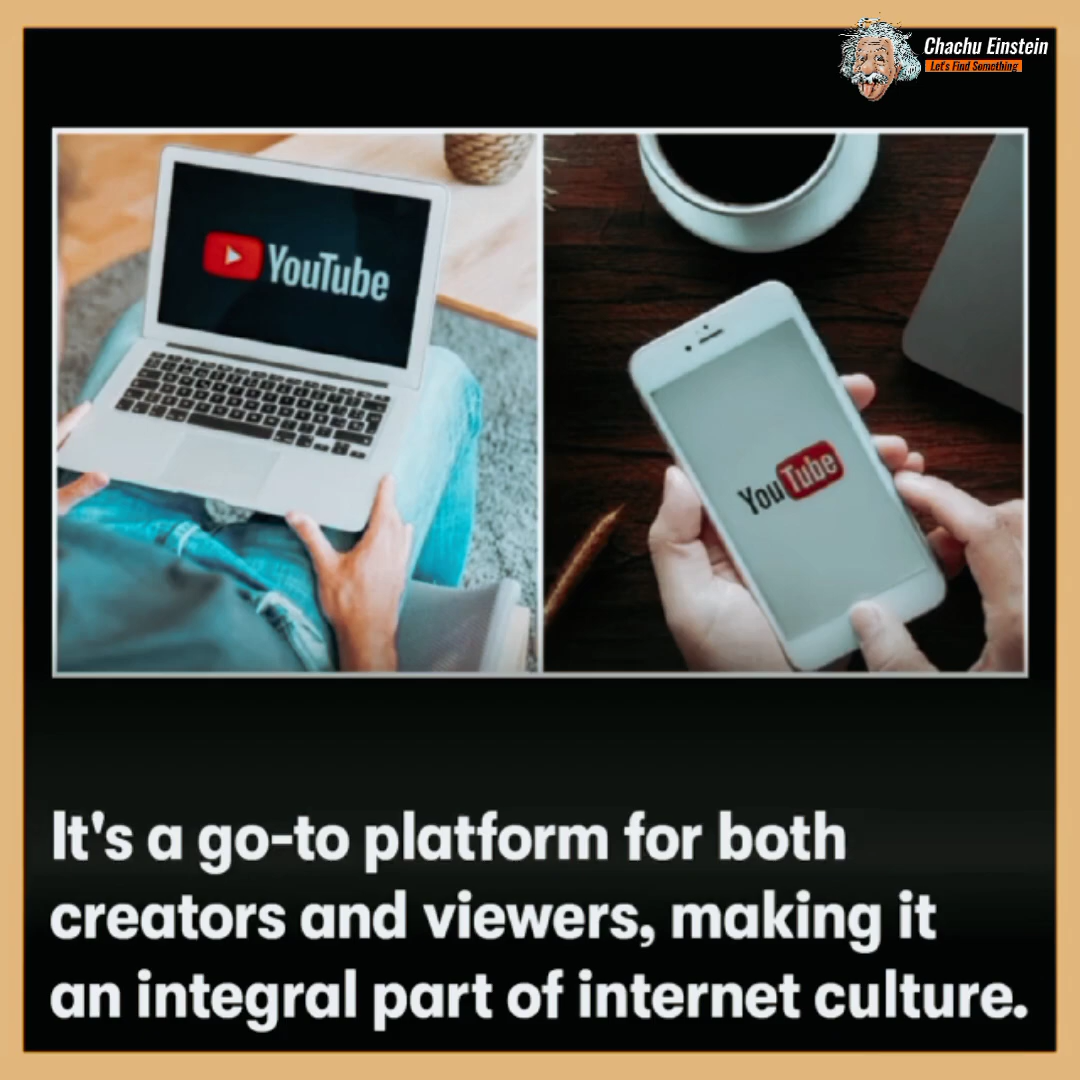 Chachu Einstein
Let's Find Something
YouTube
YouTube
It's a go-to platform for both
creators and viewers, making it
an integral part of internet culture.